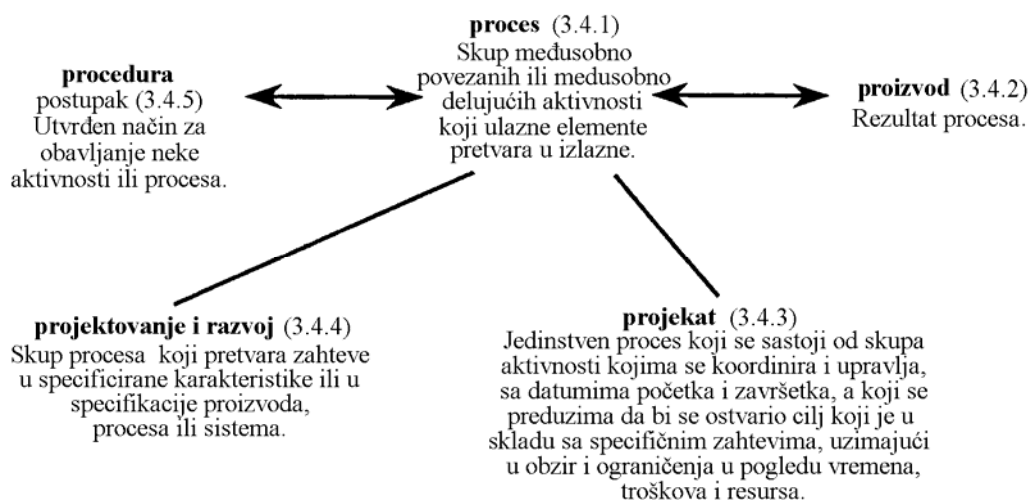 proces (3.4.1)
Skup međusobno
povezanih ili medusobno
delujućih aktivnosti
koji ulazne elemente
pretvara u izlazne.
procedura
postupak (3.4.5)
Utvrđen način za
obavljanje neke
aktivnosti ili procesa.
proizvod (3.4.2)
Rezultat procesa.
projektovanje i razvoj (3.4.4)
Skup procesa koji pretvara zahteve
u specificirane karakteristike ili u
specifikacije proizvoda,
procesa ili sistema.
projekat (3.4.3)
Jedinstven proces koji se sastoji od skupa
aktivnosti kojima se koordinira i upravlja,
sa datumima početka i završetka, a koji se
preduzima da bi se ostvario cilj koji je u
skladu sa specifičnim zahtevima, uzimajući
u obzir i ograničenja u pogledu vremena,
troškova i resursa.